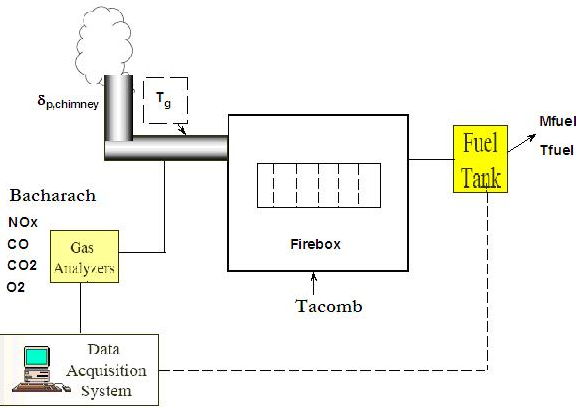 δp,chimney
Tg
Mfuel
Tfuel
Fuel
Tank
Bacharach
NOx
CO
CO2
O2
Gas
Analyzers
Firebox
Tacomb
Data
Acquisition
System